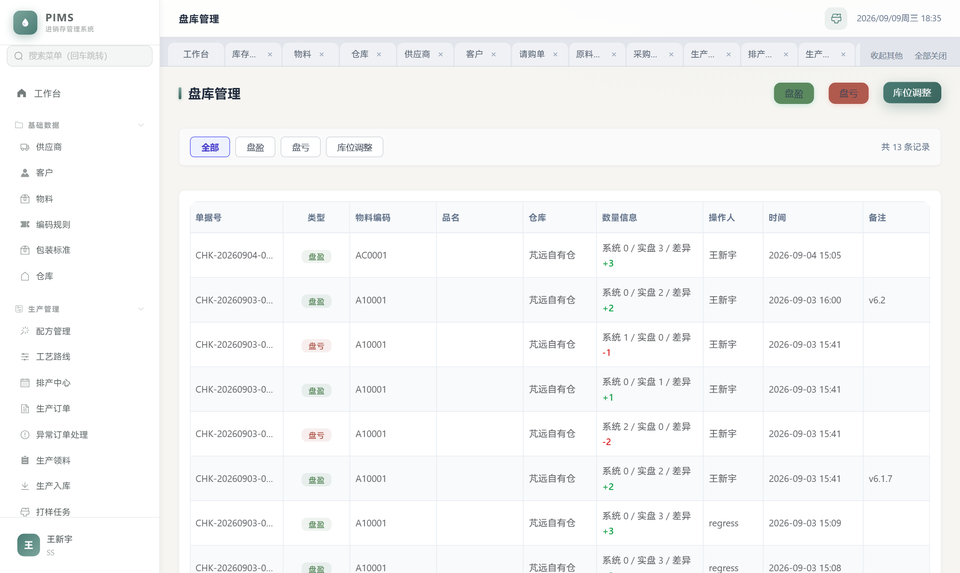 PIMS
进销存管理系统
搜索菜单 (回车跳转)
工作台
基础数据
供应商
客户
物料
编码规则
包装标准
仓库
生产管理
配方管理
工艺路线
排产中心
生产订单
异常订单处理
生产领料
生产入库
打样任务
王
王新宇
SS
盘库管理
2026/09/09周三 18:35
工作台
库存... ×
物料 ×
仓库 ×
供应商 ×
客户 ×
请购单 ×
原料... ×
采购... ×
生产... ×
排产... ×
生产... ×
收起其他
全部关闭
盘库管理
盘盈
盘亏
库位调整
全部
盘盈
盘亏
库位调整
共 13 条记录
单据号 类型 物料编码 品名 仓库 数量信息 操作人 时间 备注
CHK-20260904-0... 盘盈 AC0001 芃远自有仓 系统 0 / 实盘 3 / 差异 +3 王新宇 2026-09-04 15:05
CHK-20260903-0... 盘盈 A10001 芃远自有仓 系统 0 / 实盘 2 / 差异 +2 王新宇 2026-09-03 16:00 v6.2
CHK-20260903-0... 盘亏 A10001 芃远自有仓 系统 1 / 实盘 0 / 差异 -1 王新宇 2026-09-03 15:41
CHK-20260903-0... 盘盈 A10001 芃远自有仓 系统 0 / 实盘 1 / 差异 +1 王新宇 2026-09-03 15:41
CHK-20260903-0... 盘亏 A10001 芃远自有仓 系统 2 / 实盘 0 / 差异 -2 王新宇 2026-09-03 15:41
CHK-20260903-0... 盘盈 A10001 芃远自有仓 系统 0 / 实盘 2 / 差异 +2 王新宇 2026-09-03 15:41 v6.1.7
CHK-20260903-0... 盘盈 A10001 芃远自有仓 系统 0 / 实盘 3 / 差异 +3 regress 2026-09-03 15:09
CHK-20260903-0... 盘盈 A10001 芃远自有仓 系统 0 / 实盘 3 / 差异 regress 2026-09-03 15:08